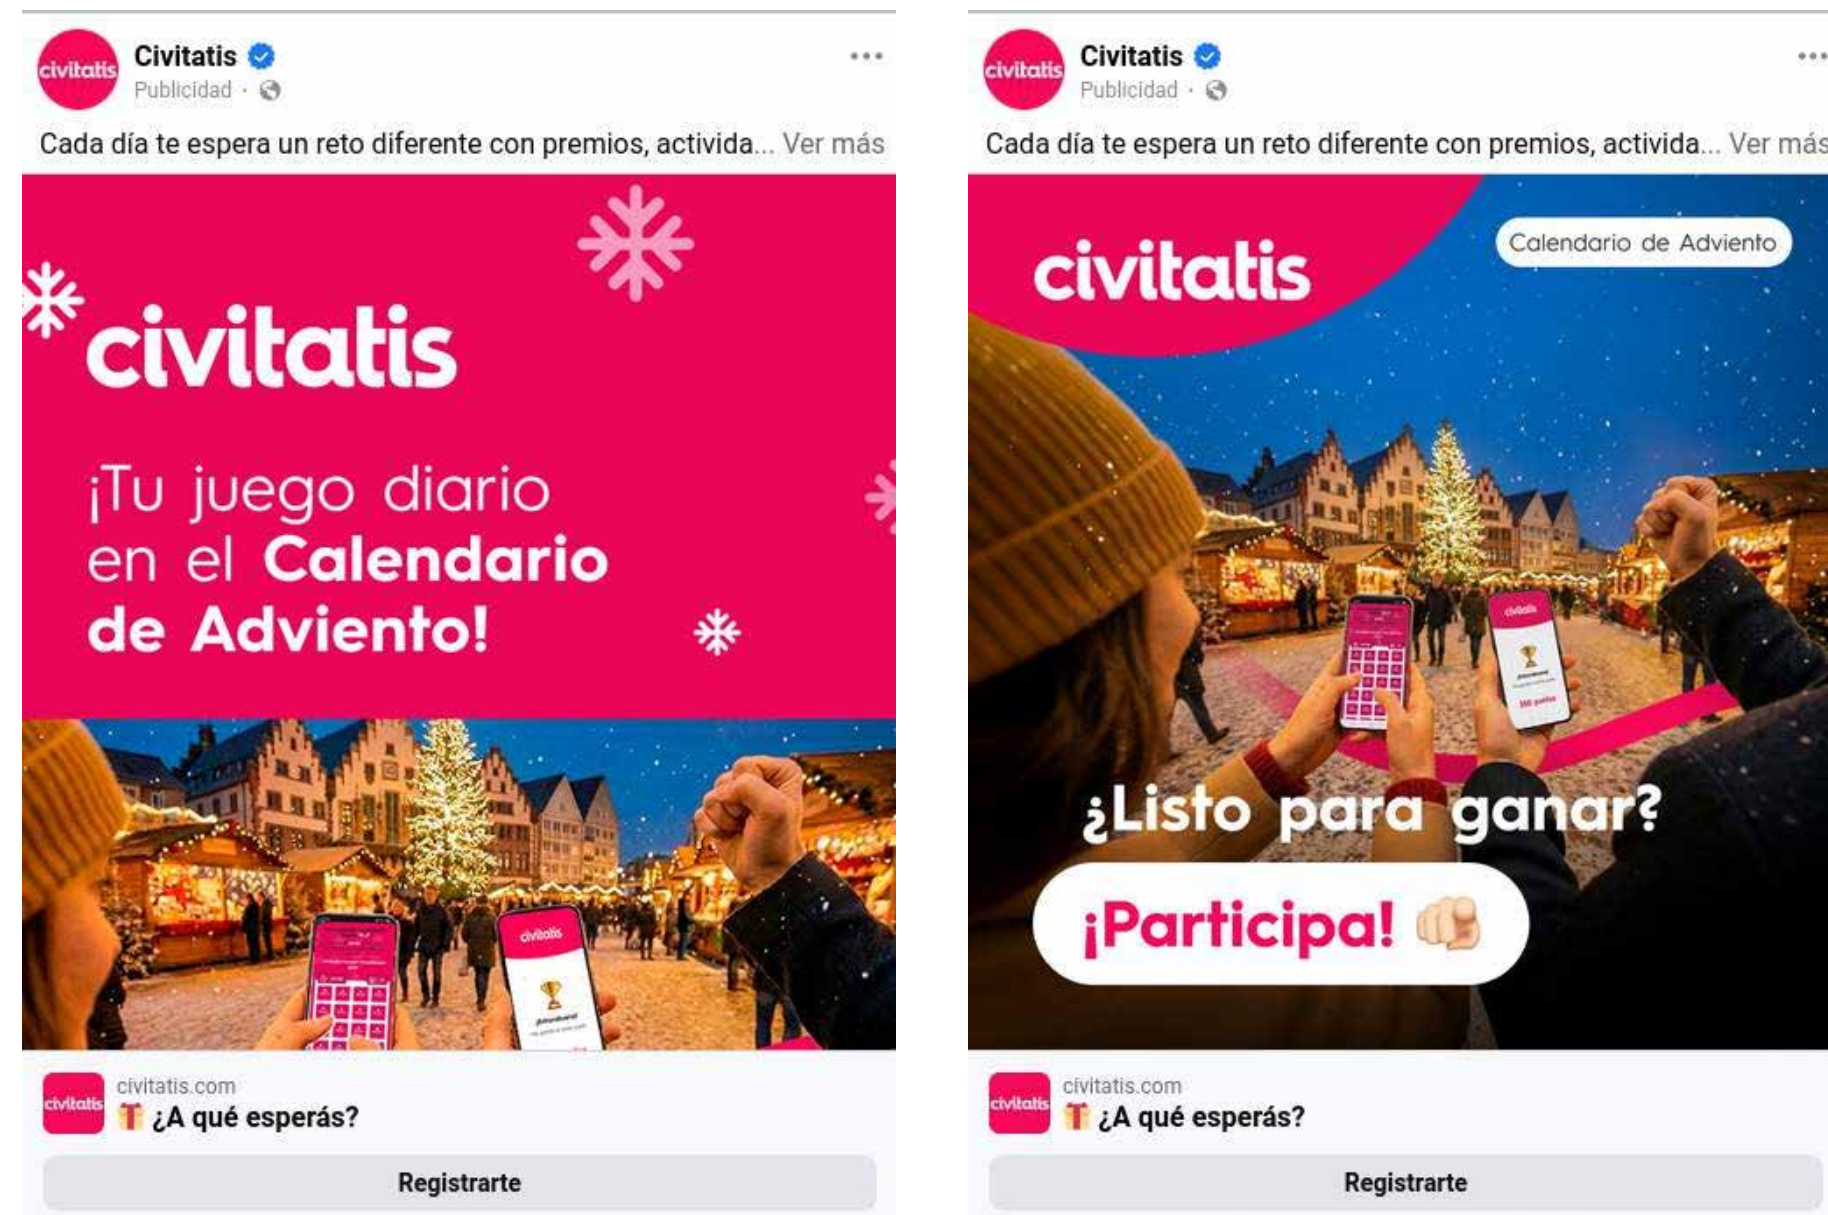 civitatis
Civitatis
Publicidad ·
Cada día te espera un reto diferente con premios, activida... Ver más
civitatis
¡Tu juego diario
en el Calendario
de Adviento!
civitatis
civitatis
civitatis.com
¿A qué esperás?
Registrarte
civitatis
Civitatis
Publicidad ·
Cada día te espera un reto diferente con premios, activida... Ver más
civitatis
Calendario de Adviento
civitatis
¿Listo para ganar?
¡Participa!
civitatis
civitatis.com
¿A qué esperás?
Registrarte